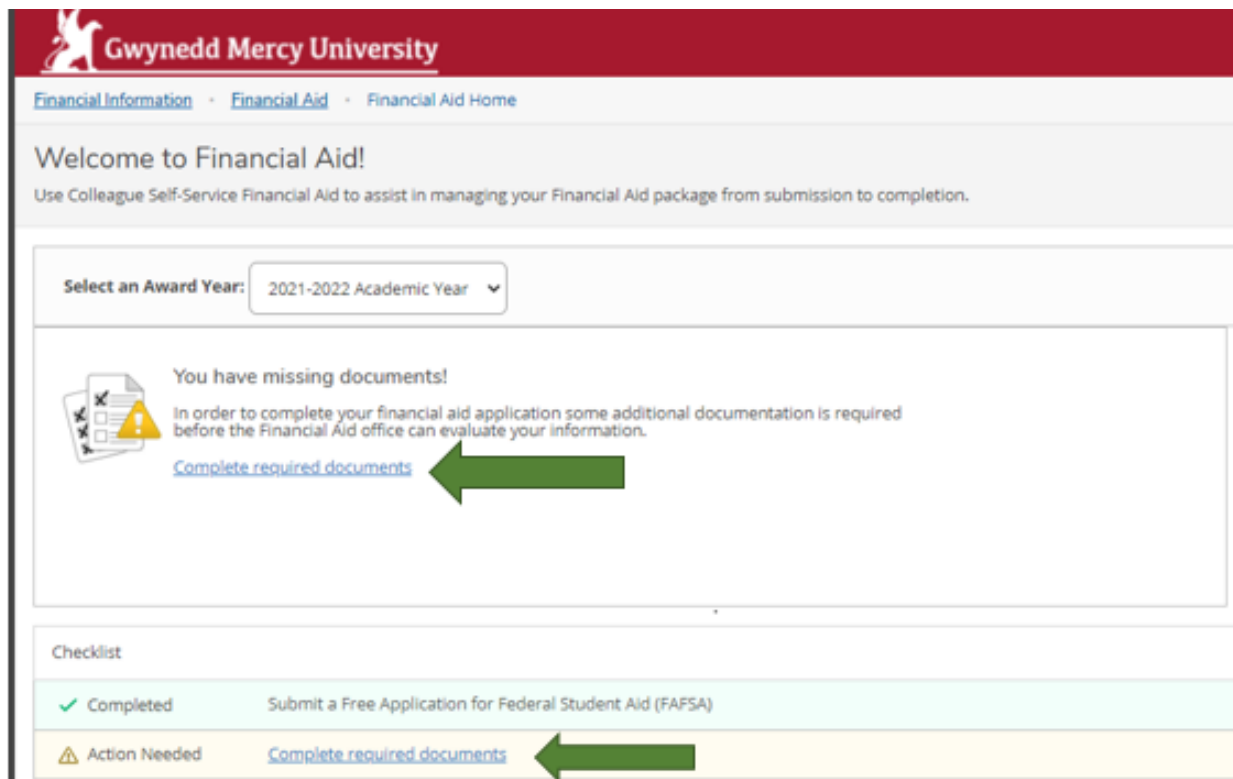 Gwynedd Mercy University
Financial Information · Financial Aid · Financial Aid Home
Welcome to Financial Aid!
Use Colleague Self-Service Financial Aid to assist in managing your Financial Aid package from submission to completion.
Select an Award Year: 2021-2022 Academic Year
You have missing documents!
In order to complete your financial aid application some additional documentation is required
before the Financial Aid office can evaluate your information.
Complete required documents
Checklist
Completed Submit a Free Application for Federal Student Aid (FAFSA)
Action Needed Complete required documents